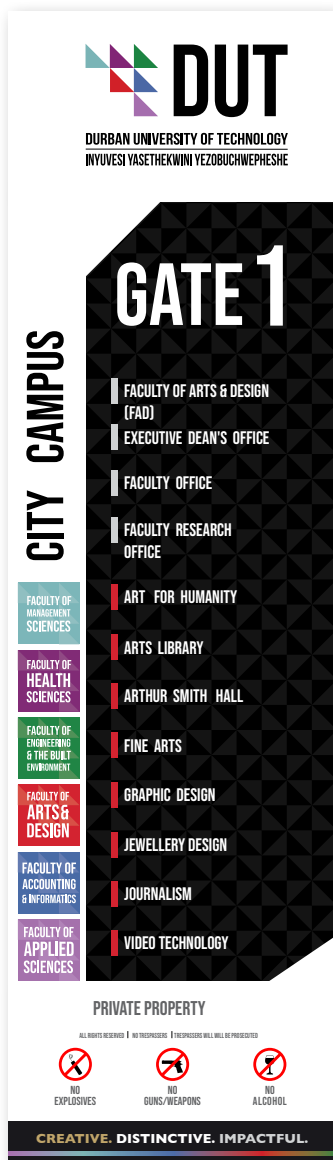 DUT
DURBAN UNIVERSITY OF TECHNOLOGY
INYUVESI YASETHEKWINI YEZOBUCHWEPHESHE
GATE 1
CITY CAMPUS
FACULTY OF ARTS & DESIGN
(FAD)
EXECUTIVE DEAN'S OFFICE
FACULTY OFFICE
FACULTY RESEARCH
OFFICE
ART FOR HUMANITY
ARTS LIBRARY
ARTHUR SMITH HALL
FINE ARTS
GRAPHIC DESIGN
JEWELLERY DESIGN
JOURNALISM
VIDEO TECHNOLOGY
FACULTY OF
MANAGEMENT
SCIENCES
FACULTY OF
HEALTH
SCIENCES
FACULTY OF
ENGINEERING
& THE BUILT
ENVIRONMENT
FACULTY OF
ARTS &
DESIGN
FACULTY OF
ACCOUNTING
& INFORMATICS
FACULTY OF
APPLIED
SCIENCES
PRIVATE PROPERTY
ALL RIGHTS RESERVED | NO TRESPASSERS | TRESPASSERS WILL WILL BE PROSECUTED
NO
EXPLOSIVES
NO
GUNS/WEAPONS
NO
ALCOHOL
CREATIVE. DISTINCTIVE. IMPACTFUL.